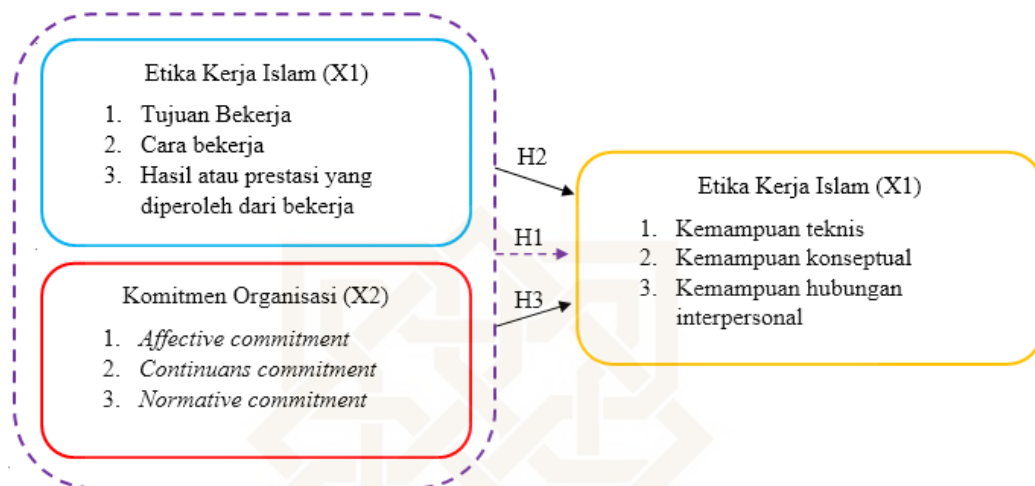 Etika Kerja Islam (X1)
1. Tujuan Bekerja
2. Cara bekerja
3. Hasil atau prestasi yang
diperoleh dari bekerja
Komitmen Organisasi (X2)
1. Affective commitment
2. Continuans commitment
3. Normative commitment
H2
H1
H3
Etika Kerja Islam (X1)
1. Kemampuan teknis
2. Kemampuan konseptual
3. Kemampuan hubungan
interpersonal